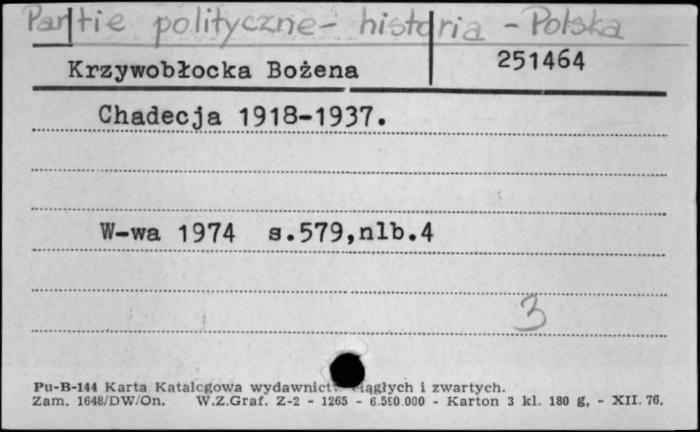 Partie polityczne - historia - Polska
Krzywobłocka Bożena 251464
Chadecja 1918-1937.
W-wa 1974 s.579,nlb.4
3
Pu-B-144 Karta Katalogowa wydawnictw ciągłych i zwartych.
Zam. 1648/DW/On. W.Z.Graf. Z-2 - 1265 - 6.590.000 - Karton 3 kl. 180 g, - XII. 76.